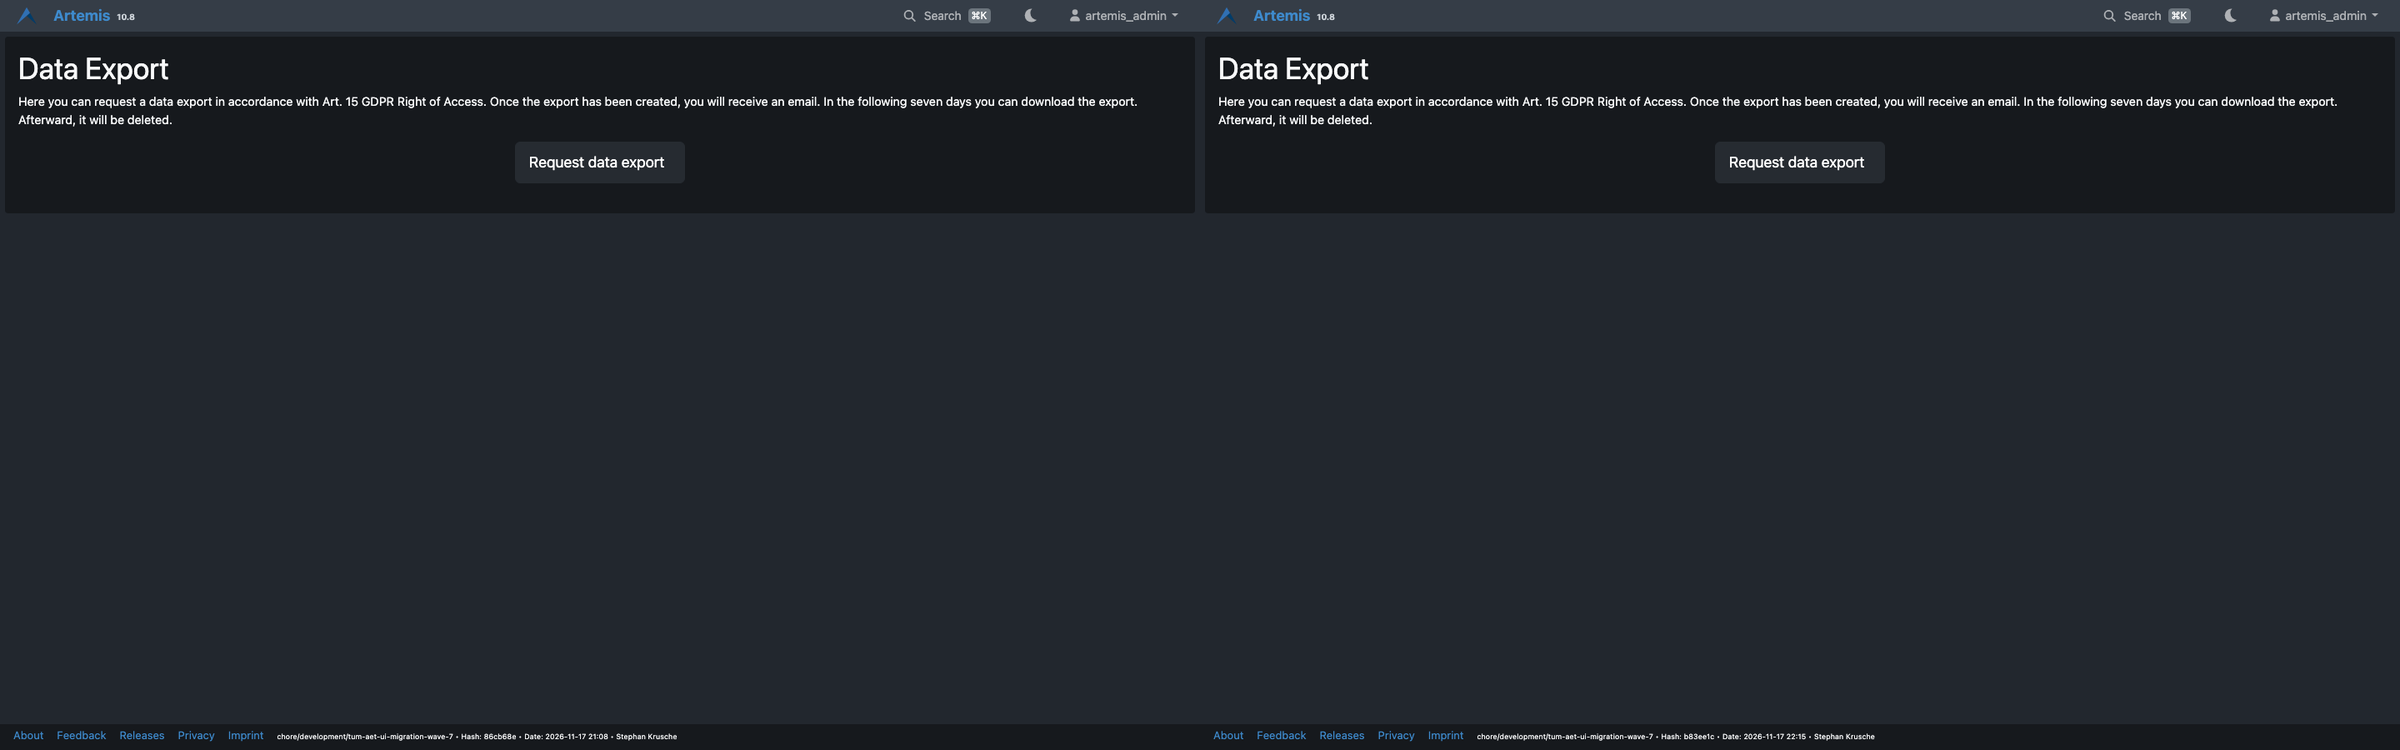 Artemis 10.8
Search ⌘K
artemis_admin
Data Export
Here you can request a data export in accordance with Art. 15 GDPR Right of Access. Once the export has been created, you will receive an email. In the following seven days you can download the export.
Afterward, it will be deleted.
Request data export
About Feedback Releases Privacy Imprint chore/development/tum-aet-ui-migration-wave-7 • Hash: 86cb68e • Date: 2026-11-17 21:08 • Stephan Krusche
Artemis 10.8
Search ⌘K
artemis_admin
Data Export
Here you can request a data export in accordance with Art. 15 GDPR Right of Access. Once the export has been created, you will receive an email. In the following seven days you can download the export.
Afterward, it will be deleted.
Request data export
About Feedback Releases Privacy Imprint chore/development/tum-aet-ui-migration-wave-7 • Hash: b83ee1c • Date: 2026-11-17 22:15 • Stephan Krusche